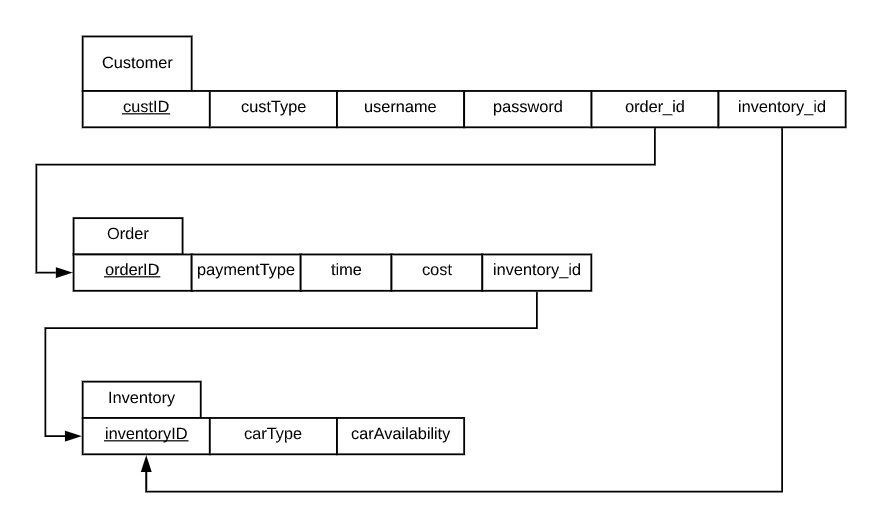 Customer
custID custType username password order_id inventory_id
Order
orderID paymentType time cost inventory_id
Inventory
inventoryID carType carAvailability